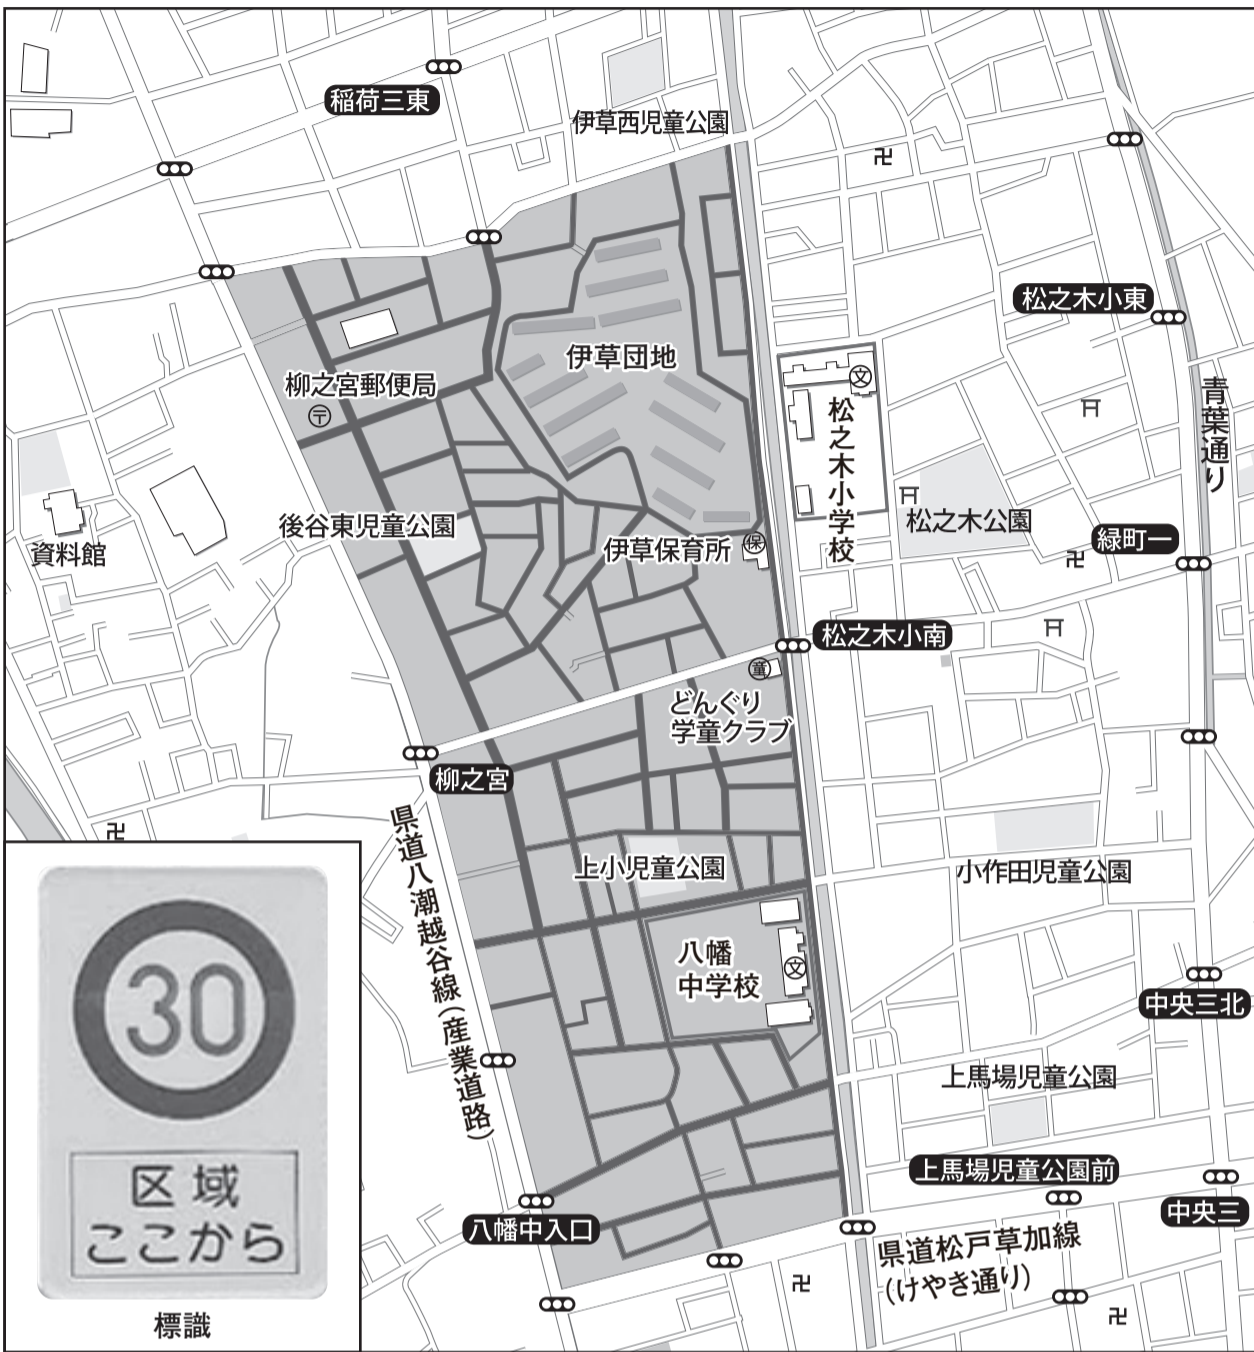 稲荷三東
伊草西児童公園
松之木小東
伊草団地
柳之宮郵便局
〒
文
松之木小学校
青葉通り
後谷東児童公園
資料館
松之木公園
伊草保育所
保
緑町一
松之木小南
童
どんぐり
学童クラブ
柳之宮
県道八潮越谷線(産業道路)
上小児童公園
小作田児童公園
八幡
中学校
文
中央三北
上馬場児童公園
上馬場児童公園前
中央三
八幡中入口
県道松戸草加線
(けやき通り)
30
区域
ここから
標識